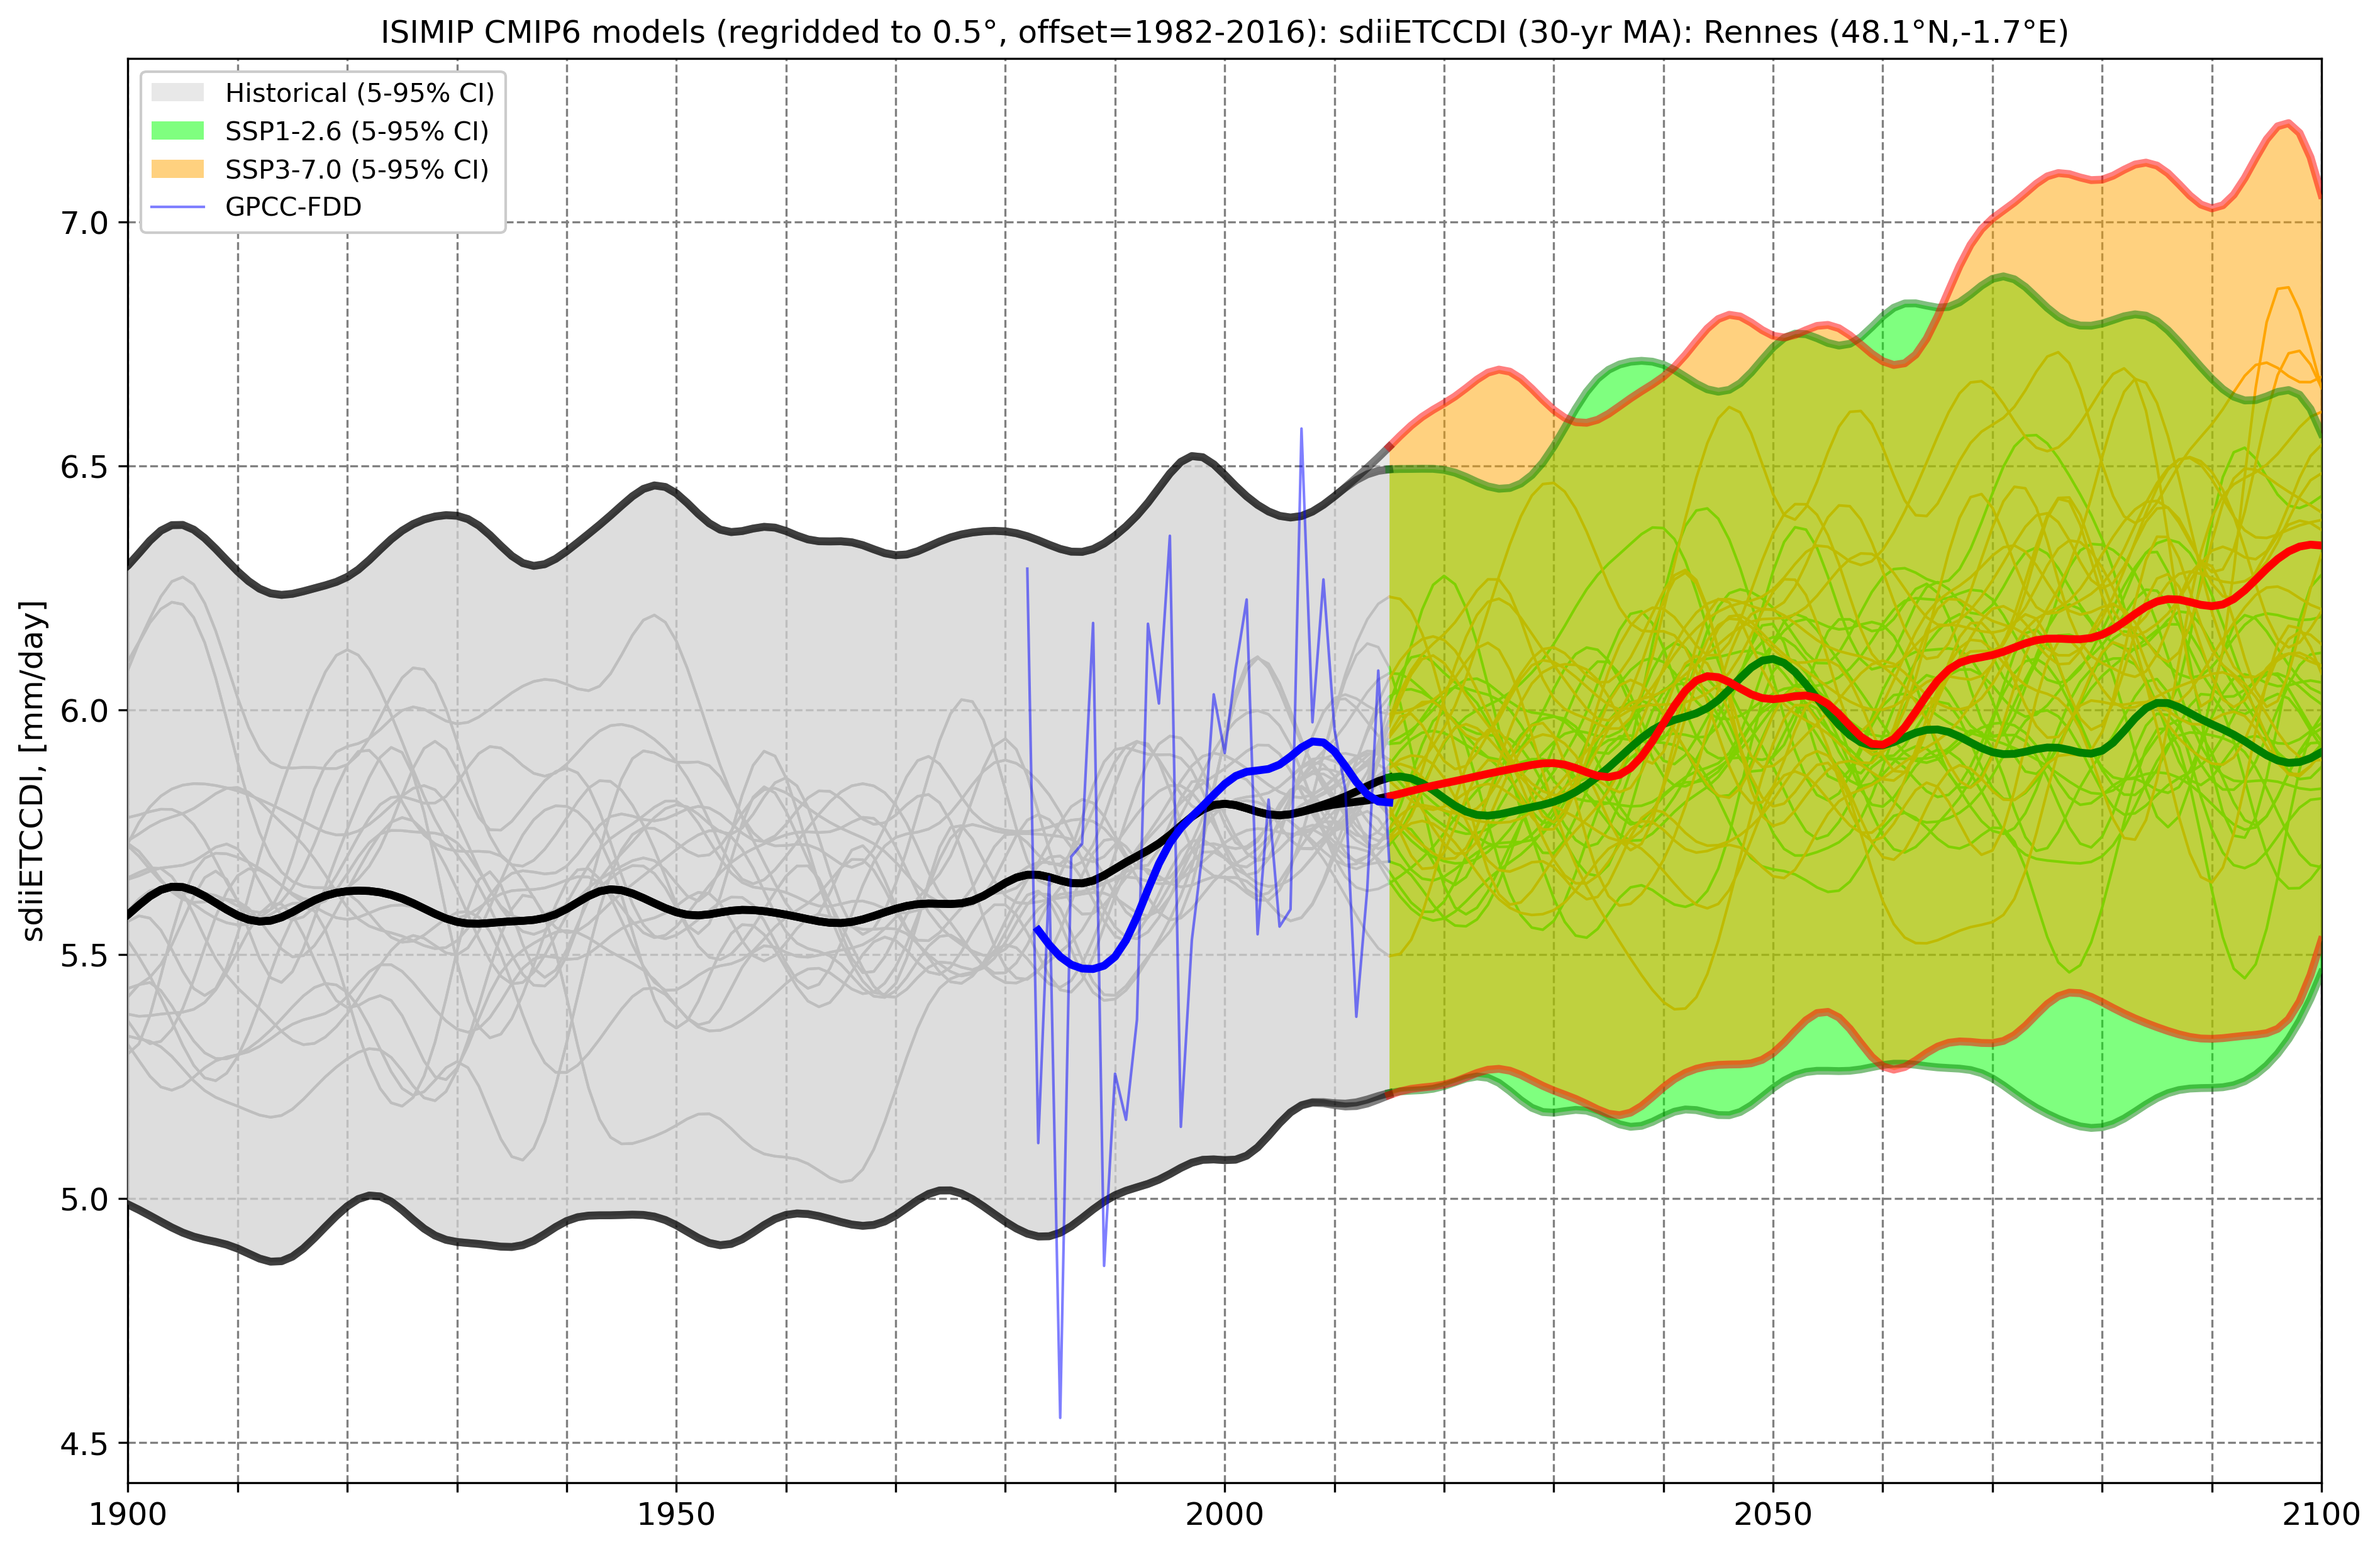 ISIMIP CMIP6 models (regridded to 0.5°, offset=1982-2016): sdiiETCCDI (30-yr MA): Rennes (48.1°N,-1.7°E)
Historical (5-95% CI)
SSP1-2.6 (5-95% CI)
SSP3-7.0 (5-95% CI)
GPCC-FDD
sdiiETCCDI, [mm/day]
7.0
6.5
6.0
5.5
5.0
4.5
1900 1950 2000 2050 2100